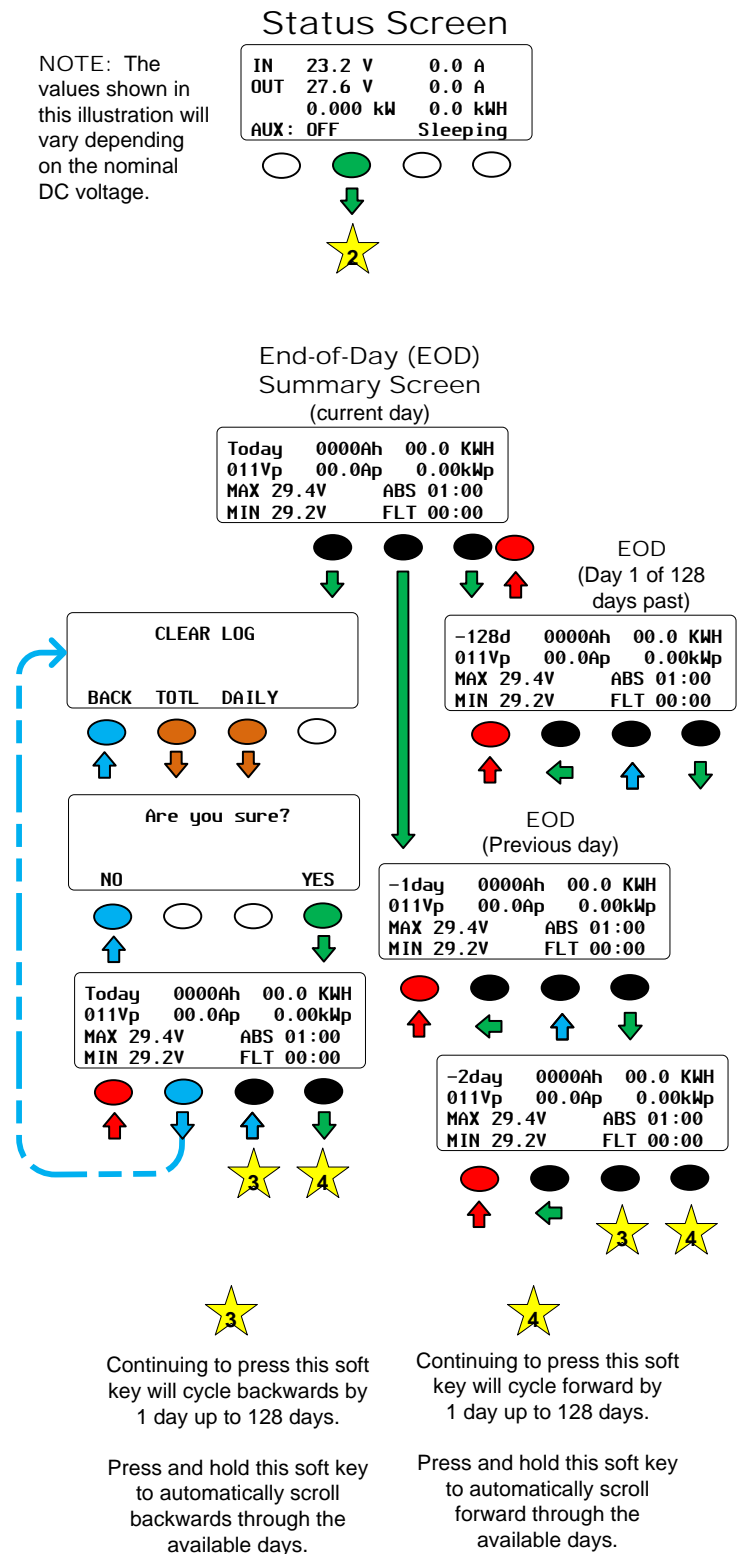 Status Screen
NOTE: The
values shown in
this illustration will
vary depending
on the nominal
DC voltage.
IN 23.2 V 0.0 A
OUT 27.6 V 0.0 A
0.000 kW 0.0 kWH
AUX: OFF Sleeping
2
End-of-Day (EOD)
Summary Screen
(current day)
Today 0000Ah 00.0 KWH
011Vp 00.0Ap 0.00kWp
MAX 29.4V ABS 01:00
MIN 29.2V FLT 00:00
EOD
(Day 1 of 128
days past)
-128d 0000Ah 00.0 KWH
011Vp 00.0Ap 0.00kWp
MAX 29.4V ABS 01:00
MIN 29.2V FLT 00:00
CLEAR LOG
BACK TOTL DAILY
Are you sure?
NO YES
EOD
(Previous day)
-1day 0000Ah 00.0 KWH
011Vp 00.0Ap 0.00kWp
MAX 29.4V ABS 01:00
MIN 29.2V FLT 00:00
Today 0000Ah 00.0 KWH
011Vp 00.0Ap 0.00kWp
MAX 29.4V ABS 01:00
MIN 29.2V FLT 00:00
3 4
-2day 0000Ah 00.0 KWH
011Vp 00.0Ap 0.00kWp
MAX 29.4V ABS 01:00
MIN 29.2V FLT 00:00
3 4
3
Continuing to press this soft
key will cycle backwards by
1 day up to 128 days.
Press and hold this soft key
to automatically scroll
backwards through the
available days.
4
Continuing to press this soft
key will cycle forward by
1 day up to 128 days.
Press and hold this soft key
to automatically scroll
forward through the
available days.